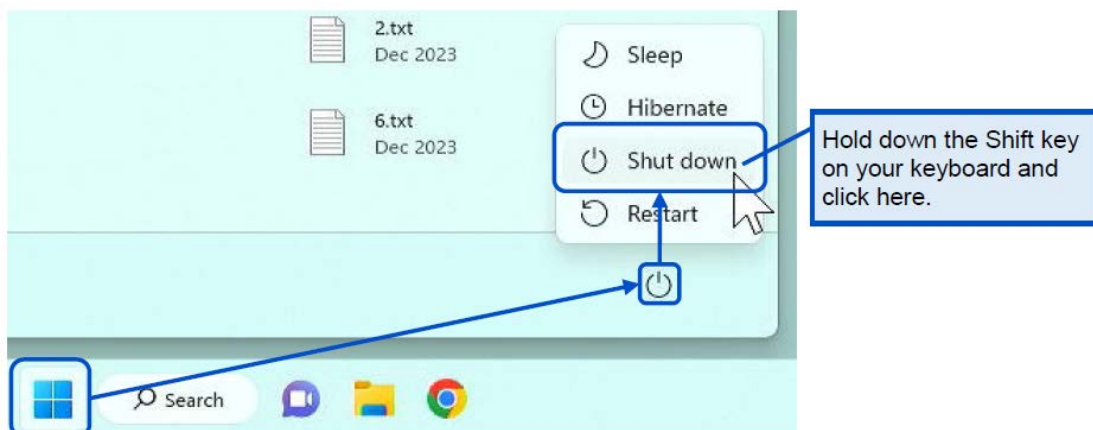 2.txt
Dec 2023
6.txt
Dec 2023
Sleep
Hibernate
Shut down
Restart
Hold down the Shift key
on your keyboard and
click here.
Search